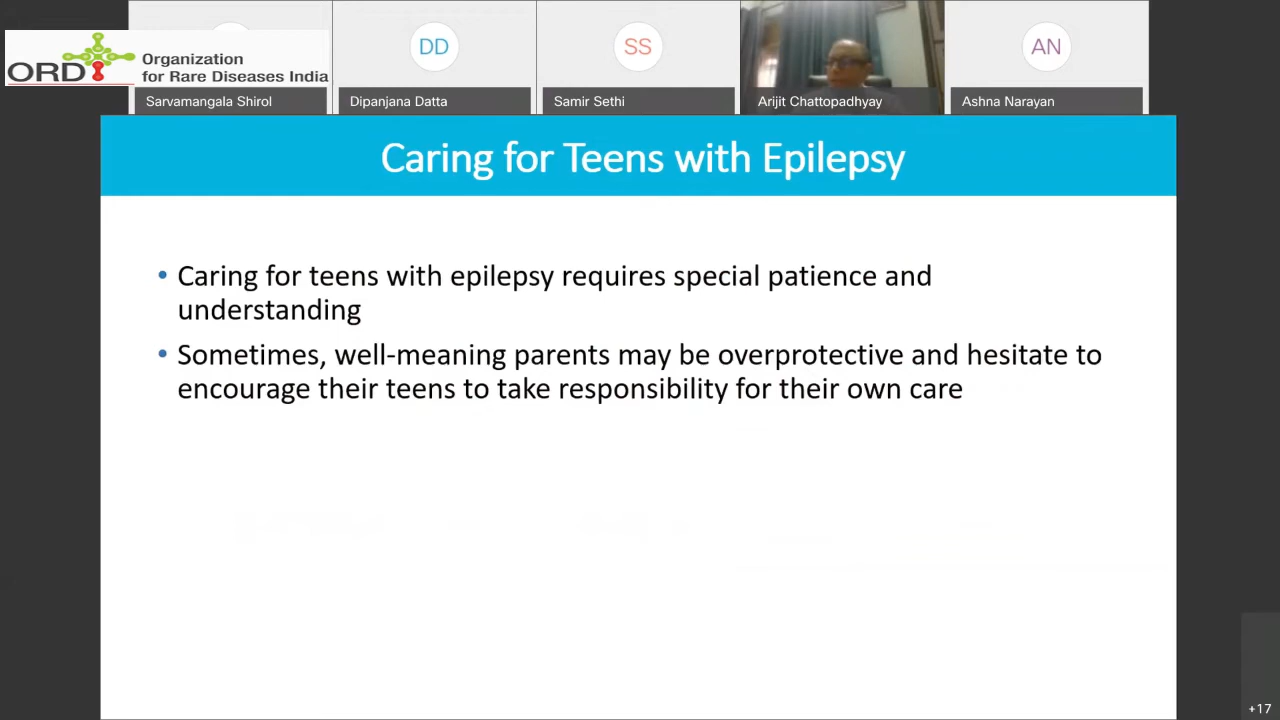 ORDI
Organization
for Rare Diseases India
DD
SS
AN
Sarvamangala Shirol
Dipanjana Datta
Samir Sethi
Arijit Chattopadhyay
Ashna Narayan
Caring for Teens with Epilepsy
• Caring for teens with epilepsy requires special patience and
understanding
• Sometimes, well-meaning parents may be overprotective and hesitate to
encourage their teens to take responsibility for their own care
+17